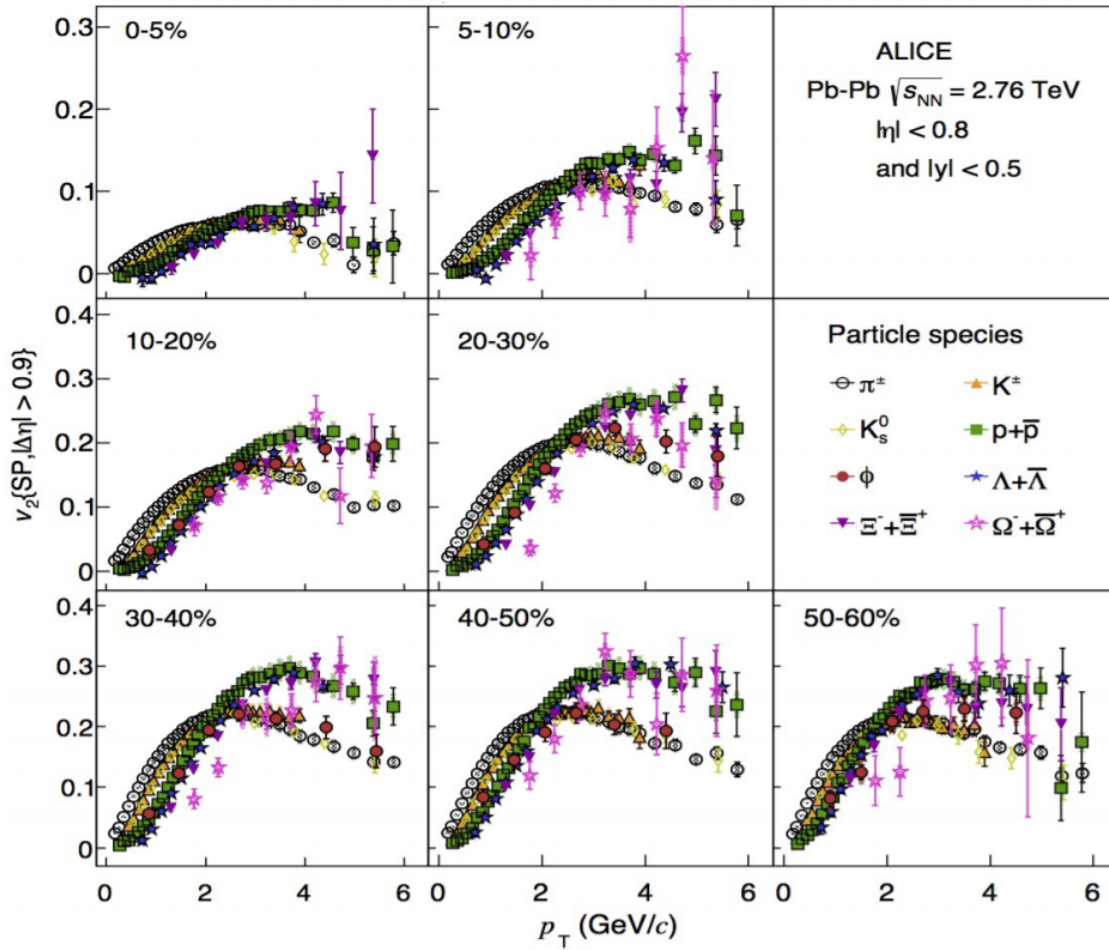 0-5%
5-10%
ALICE
Pb-Pb √sNN = 2.76 TeV
|η| < 0.8
and |y| < 0.5
0.3
0.2
0.1
0
v2{SP,|Δη| > 0.9}
10-20%
20-30%
Particle species
π± K±
K0s p+p̅
ϕ Λ+Λ̅
Ξ-+Ξ̅+ Ω-+Ω̅+
0.4
0.3
0.2
0.1
0
30-40%
40-50%
50-60%
0.4
0.3
0.2
0.1
0
0 2 4 6 0 2 4 6 0 2 4 6
pT (GeV/c)